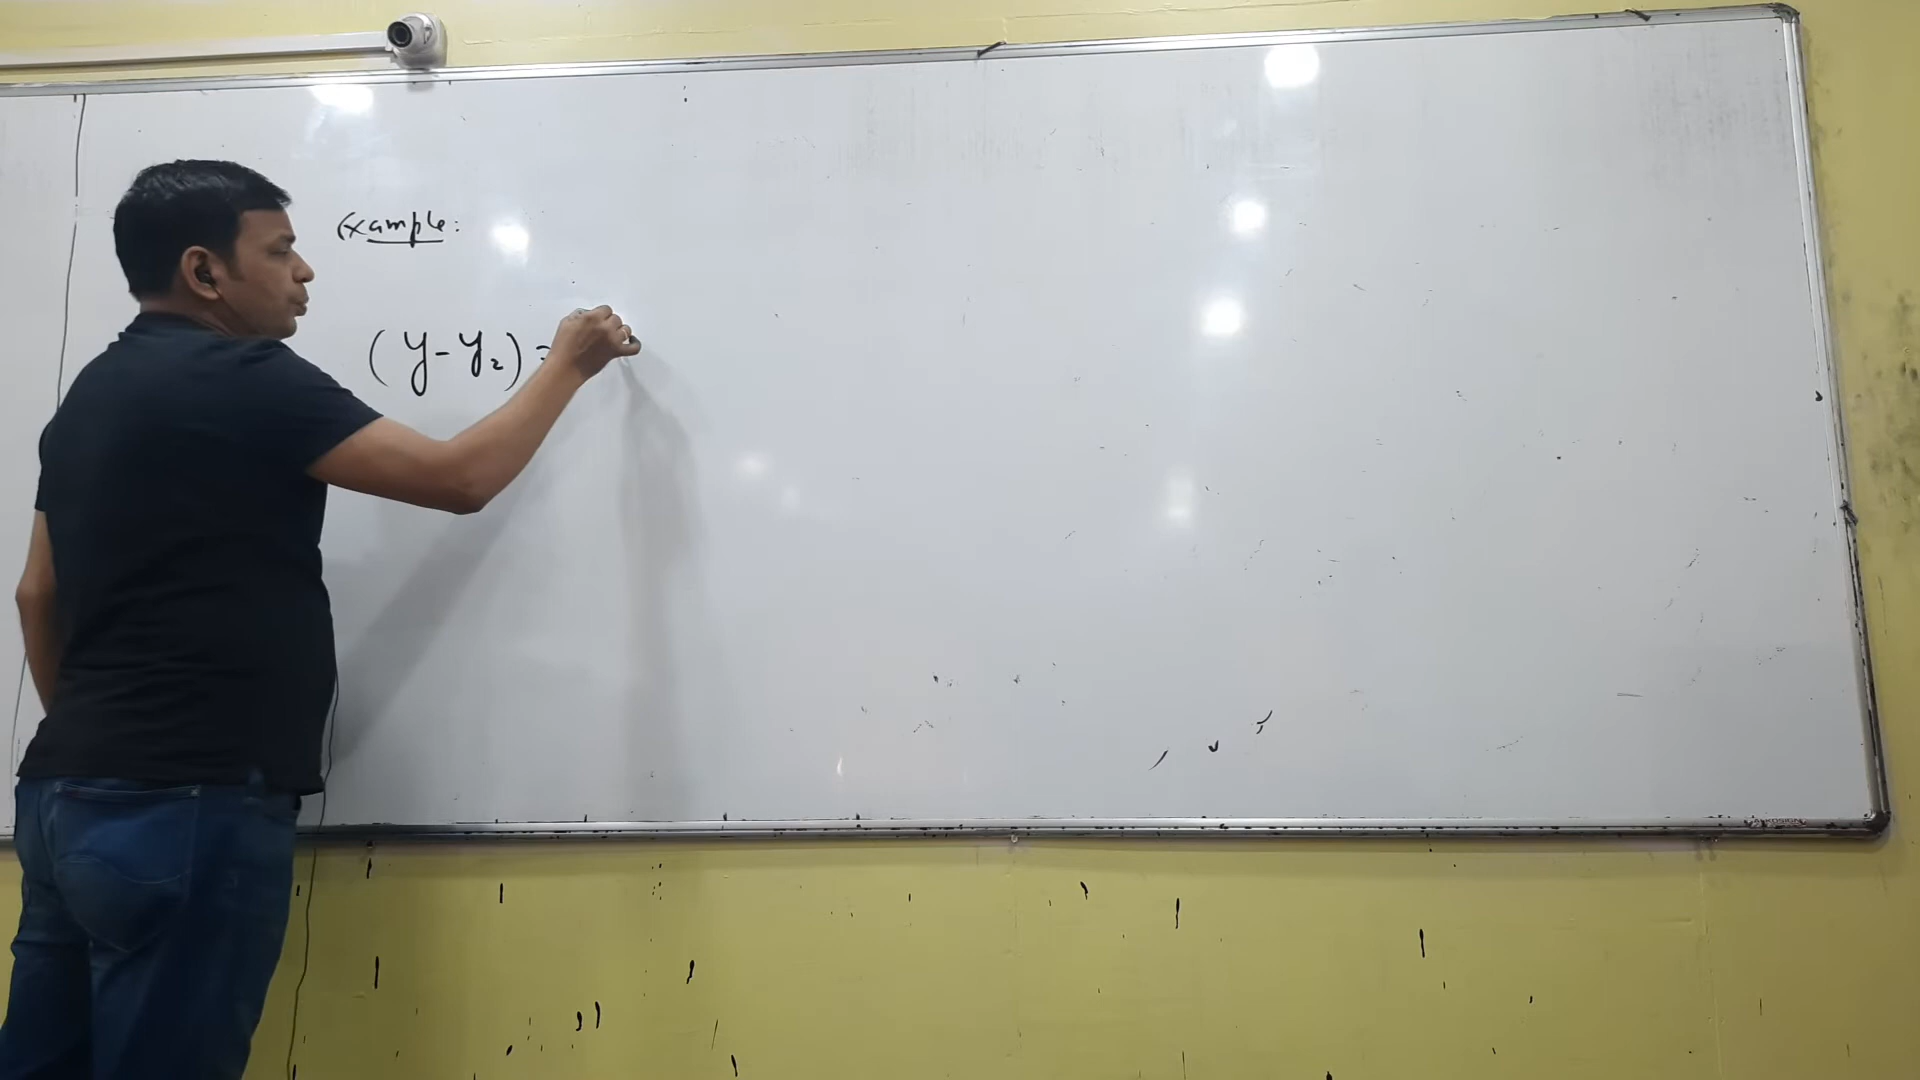 Example:
(y-y₂) =